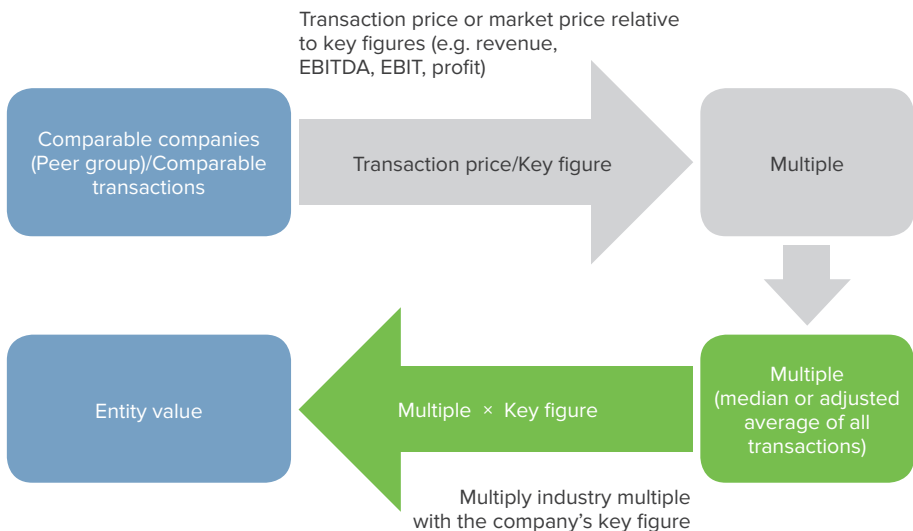 Transaction price or market price relative
to key figures (e.g. revenue,
EBITDA, EBIT, profit)
Comparable companies
(Peer group)/Comparable
transactions
Transaction price/Key figure
Multiple
Entity value
Multiple × Key figure
Multiple
(median or adjusted
average of all
transactions)
Multiply industry multiple
with the company’s key figure